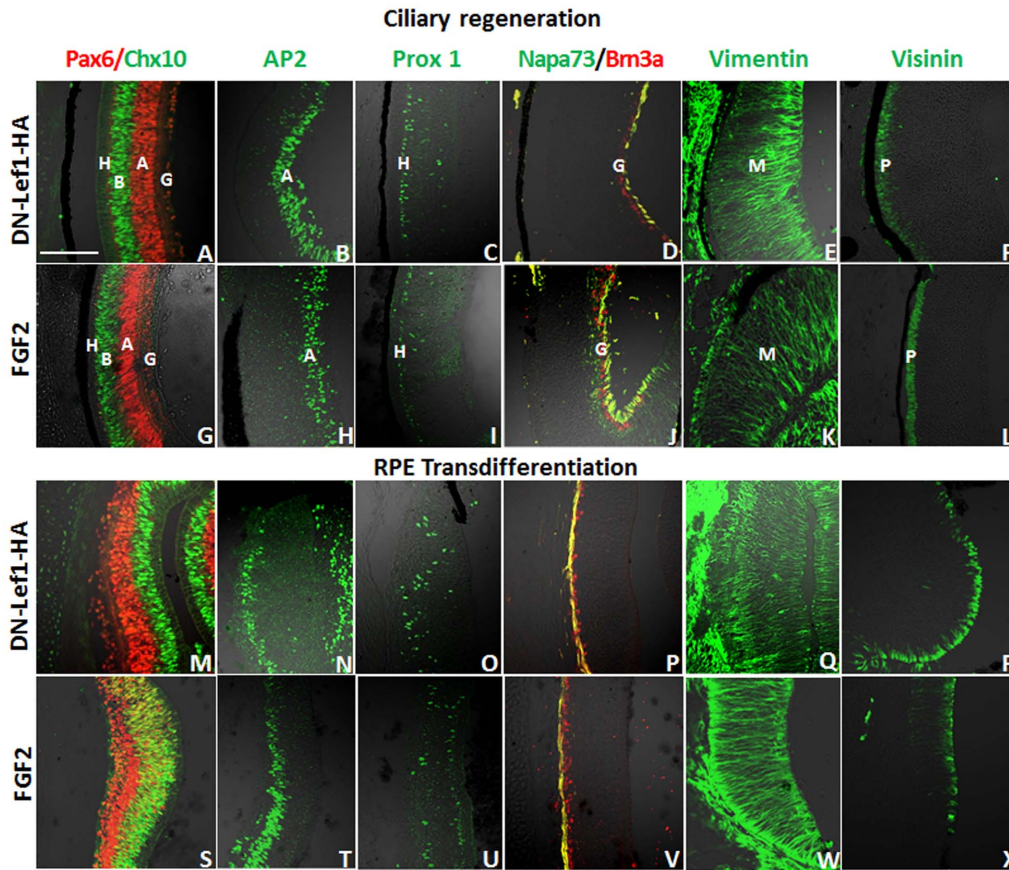 Ciliary regeneration
Pax6/Chx10 AP2 Prox 1 Napa73/Brn3a Vimentin Visinin
DN-Lef1-HA
H B A G A
A B
H C
G D
M E
P F
FGF2
H B A G G
A H
H I
G J
M K
P L
RPE Transdifferentiation
DN-Lef1-HA
M N O P Q R
FGF2
S T U V W X